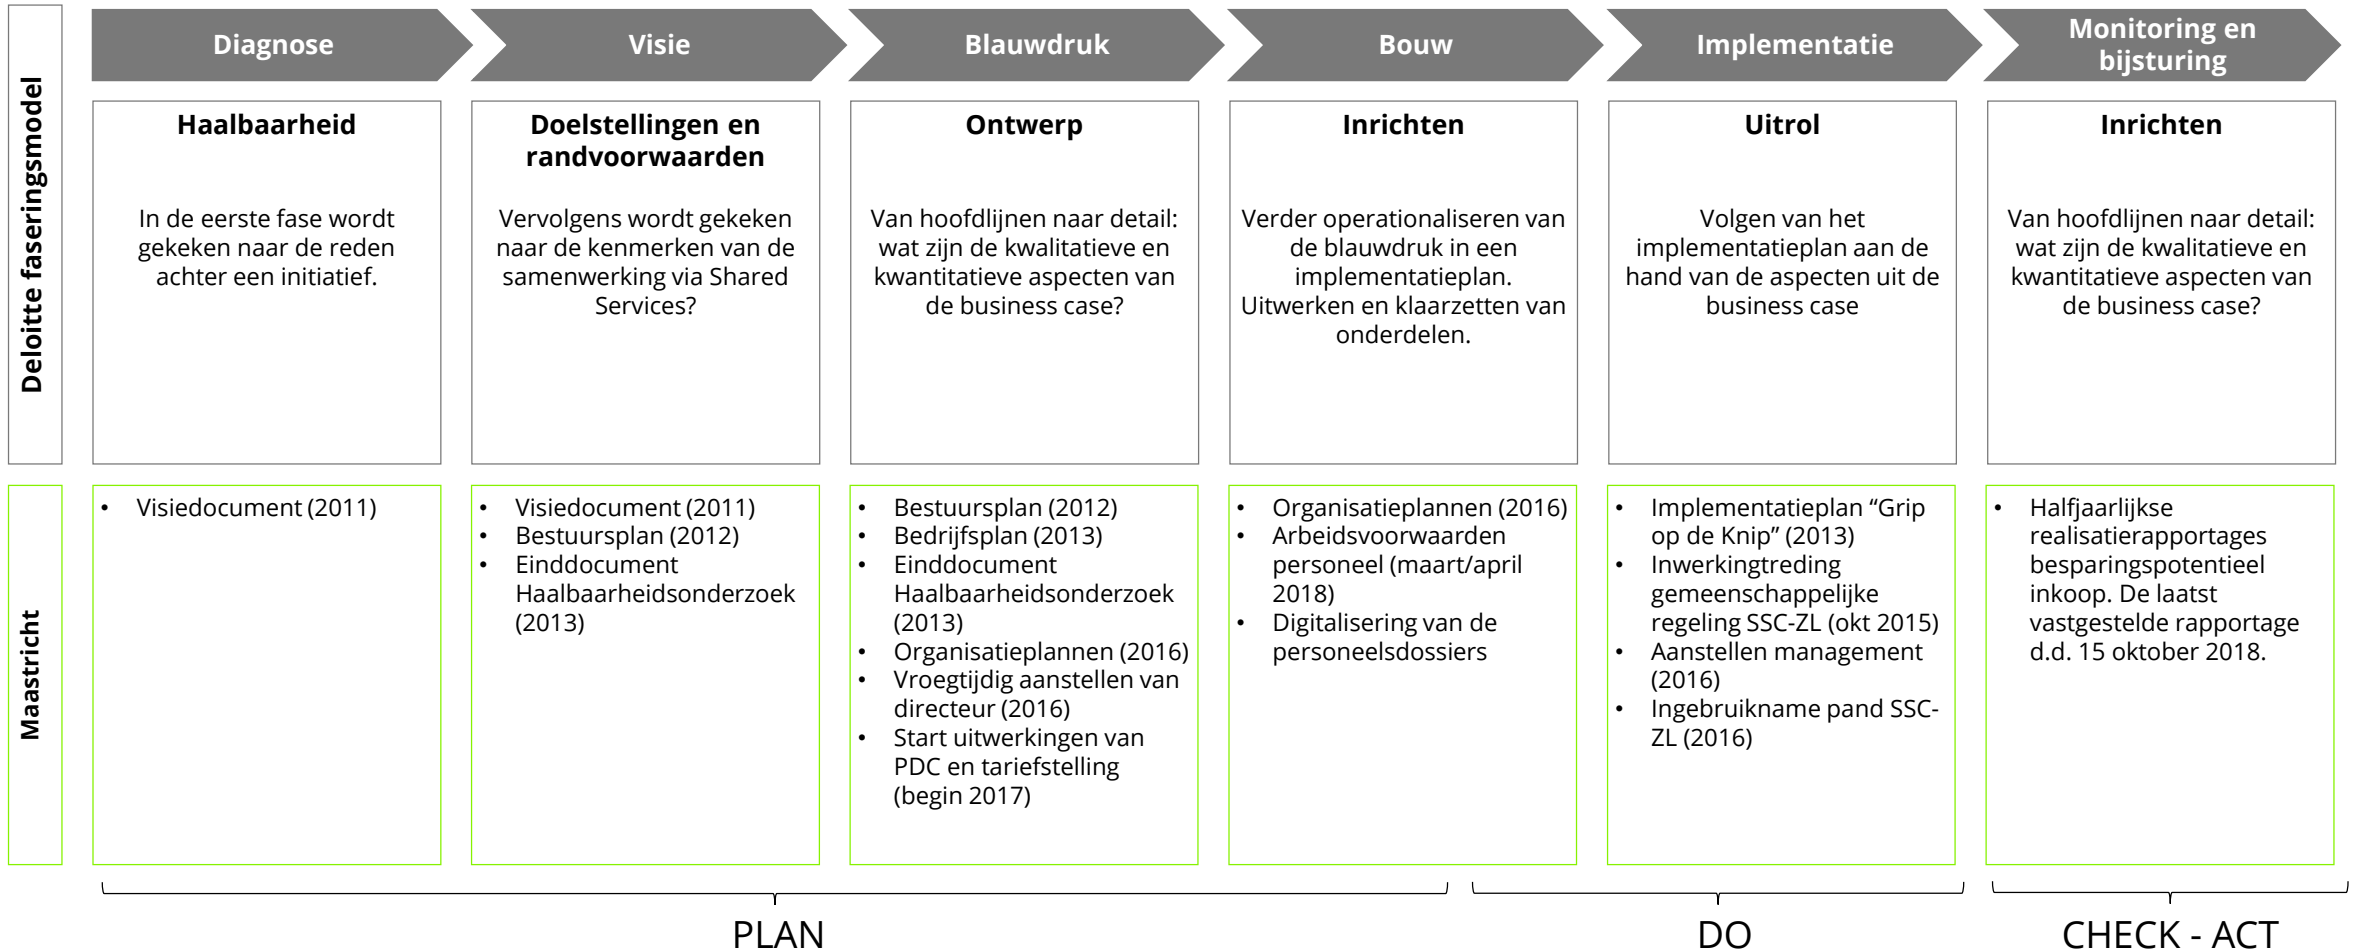 Deloitte faseringsmodel
Diagnose
Visie
Blauwdruk
Bouw
Implementatie
Monitoring en
bijsturing
Haalbaarheid
In de eerste fase wordt
gekeken naar de reden
achter een initiatief.
Doelstellingen en
randvoorwaarden
Vervolgens wordt gekeken
naar de kenmerken van de
samenwerking via Shared
Services?
Ontwerp
Van hoofdlijnen naar detail:
wat zijn de kwalitatieve en
kwantitatieve aspecten van
de business case?
Inrichten
Verder operationaliseren van
de blauwdruk in een
implementatieplan.
Uitwerken en klaarzetten van
onderdelen.
Uitrol
Volgen van het
implementatieplan aan de
hand van de aspecten uit de
business case
Inrichten
Van hoofdlijnen naar detail:
wat zijn de kwalitatieve en
kwantitatieve aspecten van
de business case?
Maastricht
• Visiedocument (2011)
• Visiedocument (2011)
• Bestuursplan (2012)
• Einddocument
Haalbaarheidsonderzoek
(2013)
• Bestuursplan (2012)
• Bedrijfsplan (2013)
• Einddocument
Haalbaarheidsonderzoek
(2013)
• Organisatieplannen (2016)
• Vroegtijdig aanstellen van
directeur (2016)
• Start uitwerkingen van
PDC en tariefstelling
(begin 2017)
• Organisatieplannen (2016)
• Arbeidsvoorwaarden
personeel (maart/april
2018)
• Digitalisering van de
personeelsdossiers
• Implementatieplan “Grip
op de Knip” (2013)
• Inwerkingtreding
gemeenschappelijke
regeling SSC-ZL (okt 2015)
• Aanstellen management
(2016)
• Ingebruikname pand SSC-
ZL (2016)
• Halfjaarlijkse
realisatierapportages
besparingspotentieel
inkoop. De laatst
vastgestelde rapportage
d.d. 15 oktober 2018.
PLAN
DO
CHECK - ACT